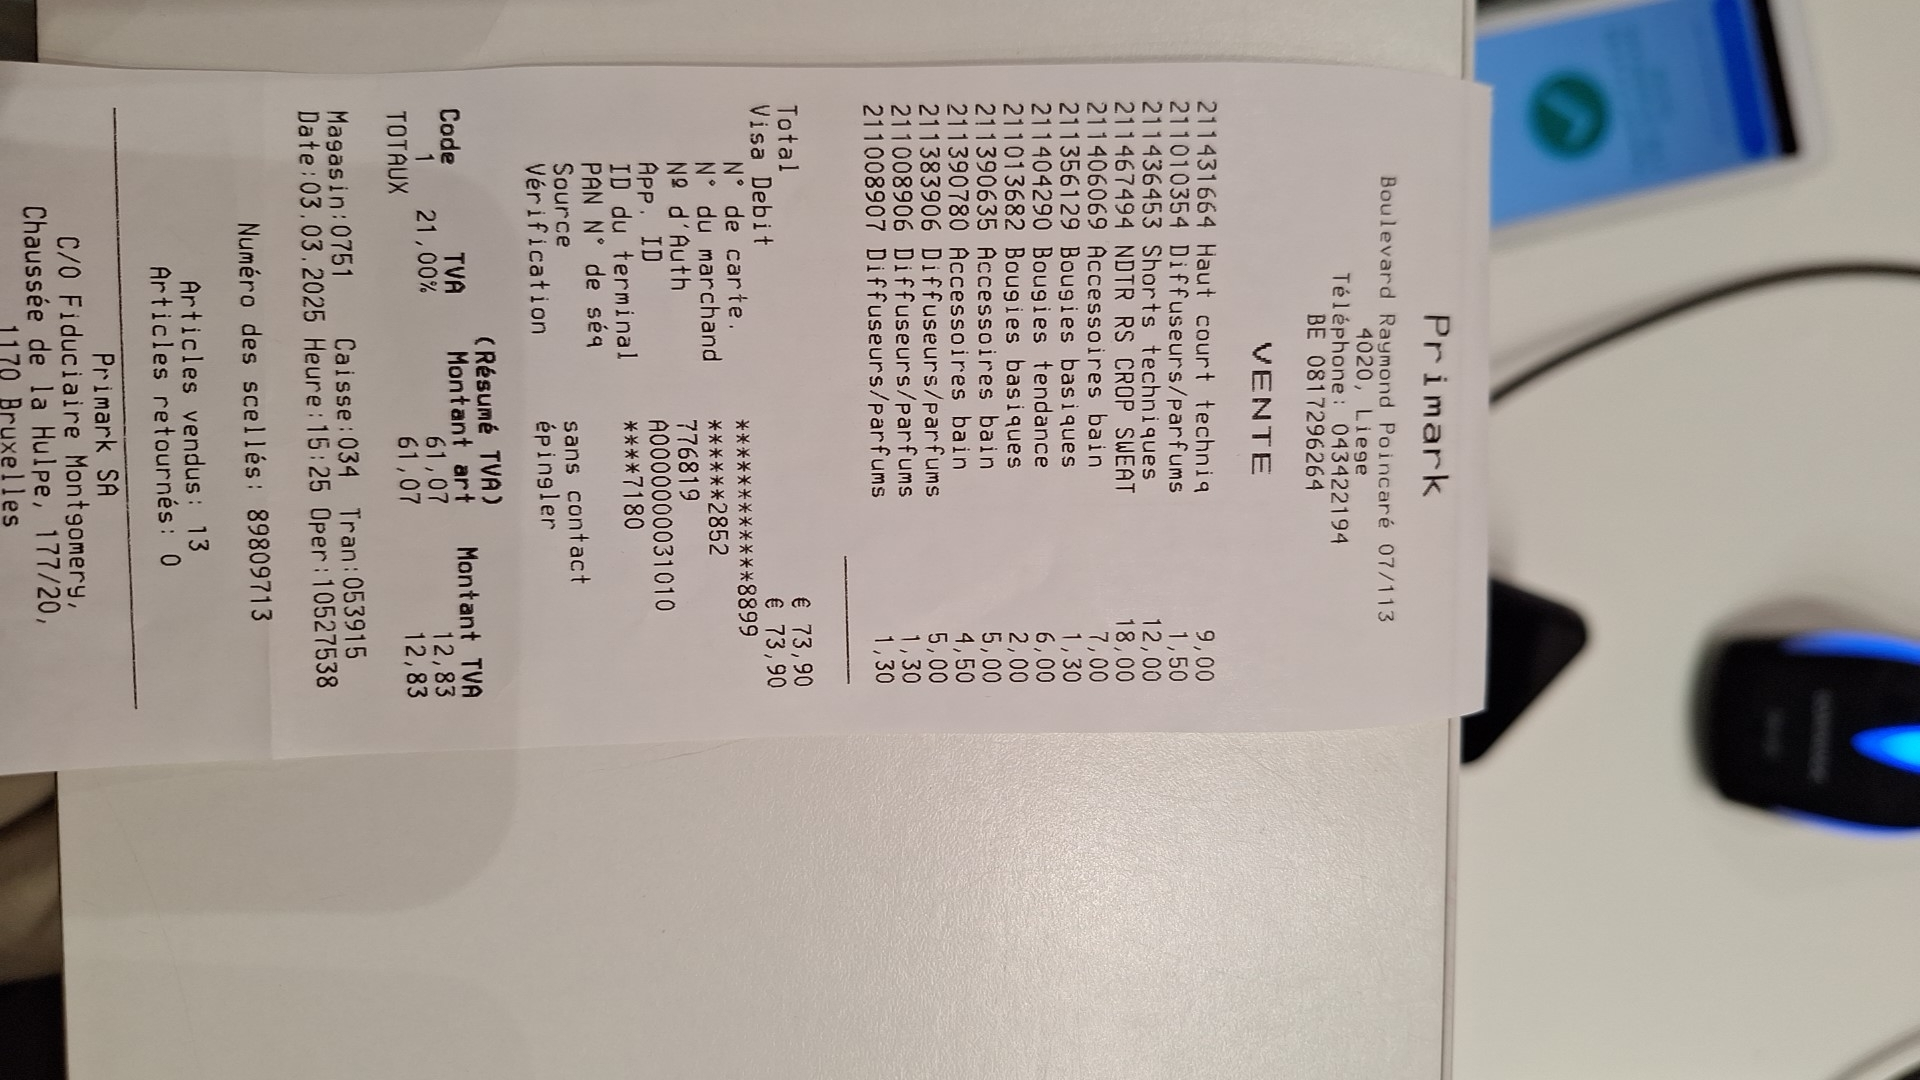 Primark
Boulevard Raymond Poincaré 07/113
4020, Liege
Téléphone: 043422194
BE 0817296264
VENTE
211431664 Haut court techniq 9,00
211010354 Diffuseurs/parfums 1,50
211436453 Shorts techniques 12,00
211467494 NDTR RS CROP SWEAT 18,00
211406069 Accessoires bain 7,00
211356129 Bougies basiques 1,30
211404290 Bougies tendance 6,00
211013682 Bougies basiques 2,00
211390635 Accessoires bain 5,00
211390780 Accessoires bain 4,50
211383906 Diffuseurs/parfums 5,00
211008906 Diffuseurs/parfums 1,30
211008907 Diffuseurs/parfums 1,30
Total € 73,90
Visa Debit € 73,90
N° de carte. ************8899
N° du marchand ******2852
Nº d'Auth 776819
App. ID A0000000031010
ID du terminal ****7180
PAN N° de séq
Source sans contact
Vérification épingler
(Résumé TVA)
Code TVA Montant art Montant TVA
1 21,00% 61,07 12,83
TOTAUX 61,07 12,83
Magasin:0751 Caisse:034 Tran:053915
Date:03.03.2025 Heure:15:25 Oper:10527538
Numéro des scellés: 89809713
Articles vendus: 13
Articles retournés: 0
Primark SA
C/O Fiduciaire Montgomery,
Chaussée de la Hulpe, 177/20,
1170 Bruxelles